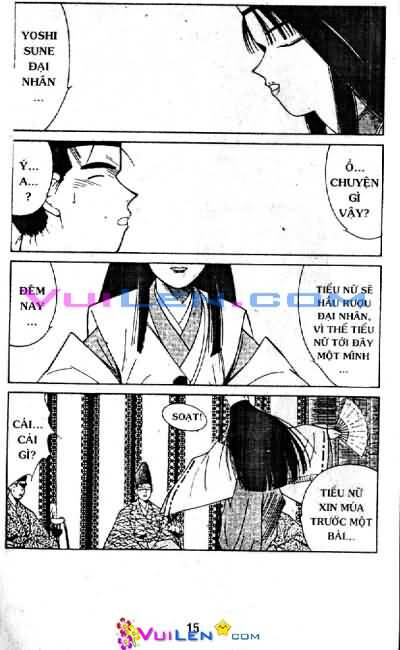 YOSHI
SUNE
ĐẠI
NHÂN
...
Ý...
A...
?
Ồ...
CHUYỆN
GÌ
VẬY?
ĐÊM
NAY
...
TIỂU NỮ SẼ
HẦU RƯỢU
ĐẠI NHÂN,
VÌ THẾ TIỂU
NỮ TỚI ĐÂY
MỘT MÌNH
...
VUILEN.COM
CÁI...
CÁI
GÌ?
SOẠT!
TIỂU NỮ
XIN MÚA
TRƯỚC MỘT
BÀI...
15
VUILEN.COM